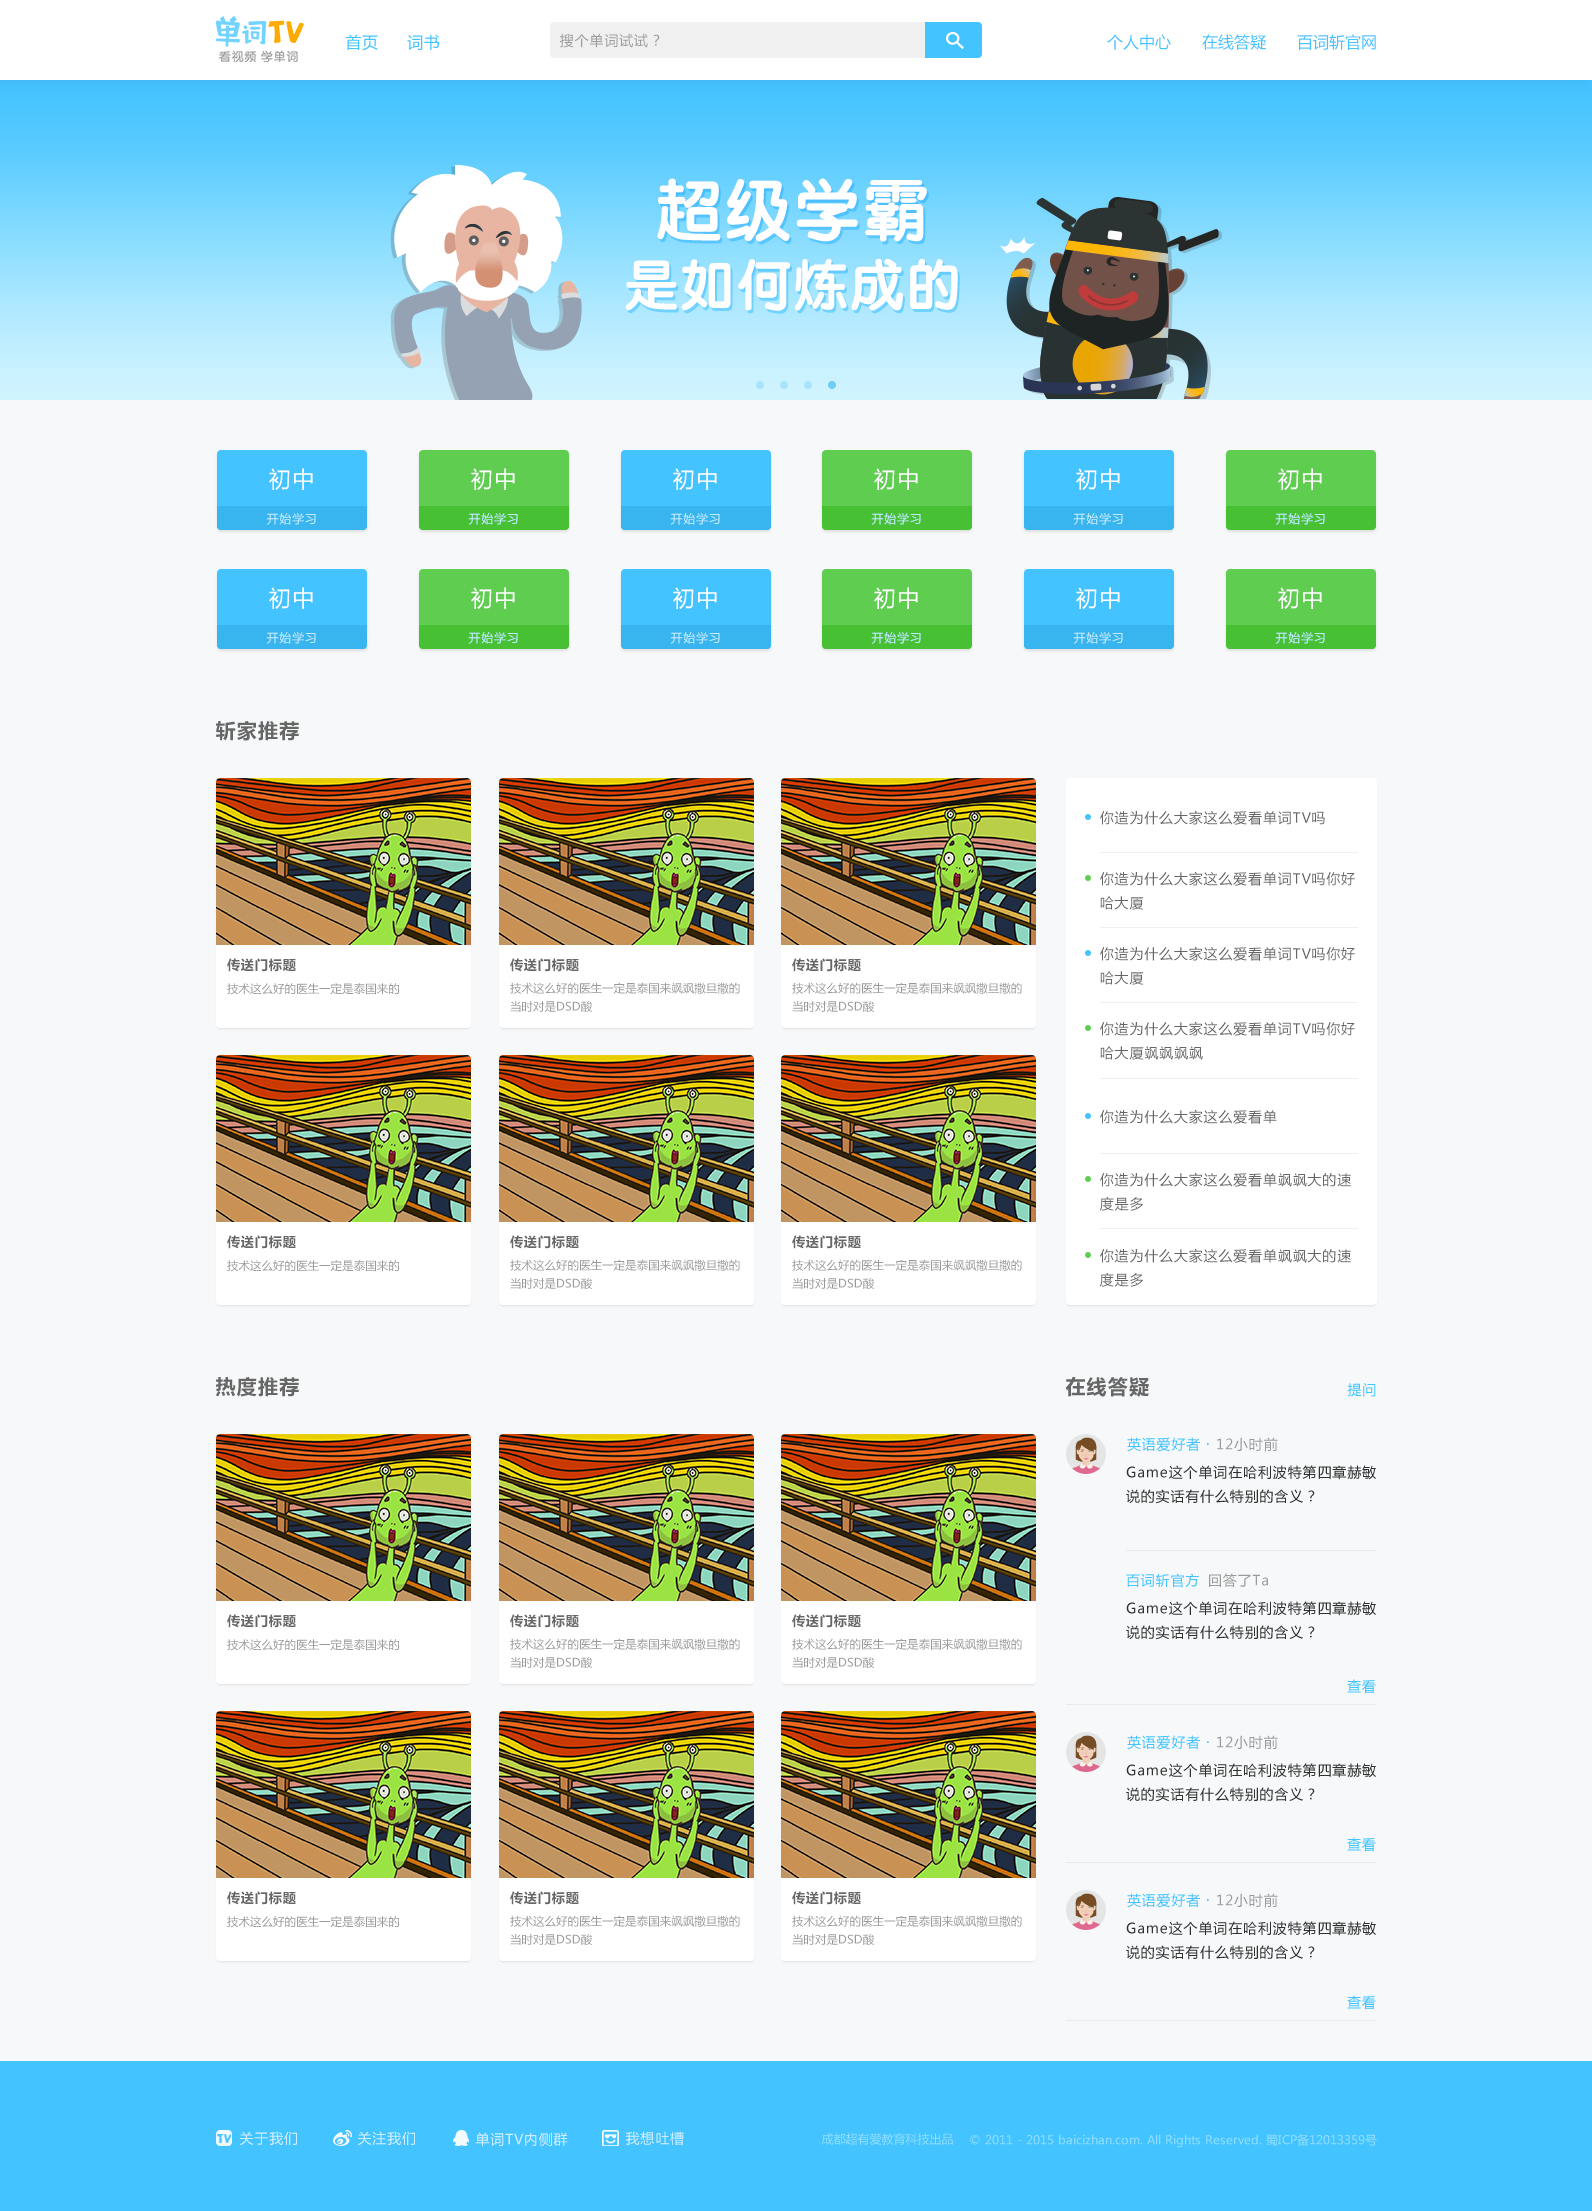 单词TV
看视频 学单词
首页
词书
搜个单词试试？
个人中心
在线答疑
百词斩官网
超级学霸
是如何炼成的
初中
开始学习
初中
开始学习
初中
开始学习
初中
开始学习
初中
开始学习
初中
开始学习
初中
开始学习
初中
开始学习
初中
开始学习
初中
开始学习
初中
开始学习
初中
开始学习
斩家推荐
传送门标题
技术这么好的医生一定是泰国来的
传送门标题
技术这么好的医生一定是泰国来飒飒撒旦撒的
当时对是DSD酸
传送门标题
技术这么好的医生一定是泰国来飒飒撒旦撒的
当时对是DSD酸
传送门标题
技术这么好的医生一定是泰国来的
传送门标题
技术这么好的医生一定是泰国来飒飒撒旦撒的
当时对是DSD酸
传送门标题
技术这么好的医生一定是泰国来飒飒撒旦撒的
当时对是DSD酸
你造为什么大家这么爱看单词TV吗
你造为什么大家这么爱看单词TV吗你好
哈大厦
你造为什么大家这么爱看单词TV吗你好
哈大厦
你造为什么大家这么爱看单词TV吗你好
哈大厦飒飒飒飒
你造为什么大家这么爱看单
你造为什么大家这么爱看单飒飒大的速
度是多
你造为什么大家这么爱看单飒飒大的速
度是多
热度推荐
传送门标题
技术这么好的医生一定是泰国来的
传送门标题
技术这么好的医生一定是泰国来飒飒撒旦撒的
当时对是DSD酸
传送门标题
技术这么好的医生一定是泰国来飒飒撒旦撒的
当时对是DSD酸
传送门标题
技术这么好的医生一定是泰国来的
传送门标题
技术这么好的医生一定是泰国来飒飒撒旦撒的
当时对是DSD酸
传送门标题
技术这么好的医生一定是泰国来飒飒撒旦撒的
当时对是DSD酸
在线答疑
提问
英语爱好者 · 12小时前
Game这个单词在哈利波特第四章赫敏
说的实话有什么特别的含义？
百词斩官方 回答了Ta
Game这个单词在哈利波特第四章赫敏
说的实话有什么特别的含义？
查看
英语爱好者 · 12小时前
Game这个单词在哈利波特第四章赫敏
说的实话有什么特别的含义？
查看
英语爱好者 · 12小时前
Game这个单词在哈利波特第四章赫敏
说的实话有什么特别的含义？
查看
TV 关于我们
关注我们
单词TV内侧群
我想吐槽
成都超有爱教育科技出品 © 2011 - 2015 baicizhan.com. All Rights Reserved. 蜀ICP备12013359号